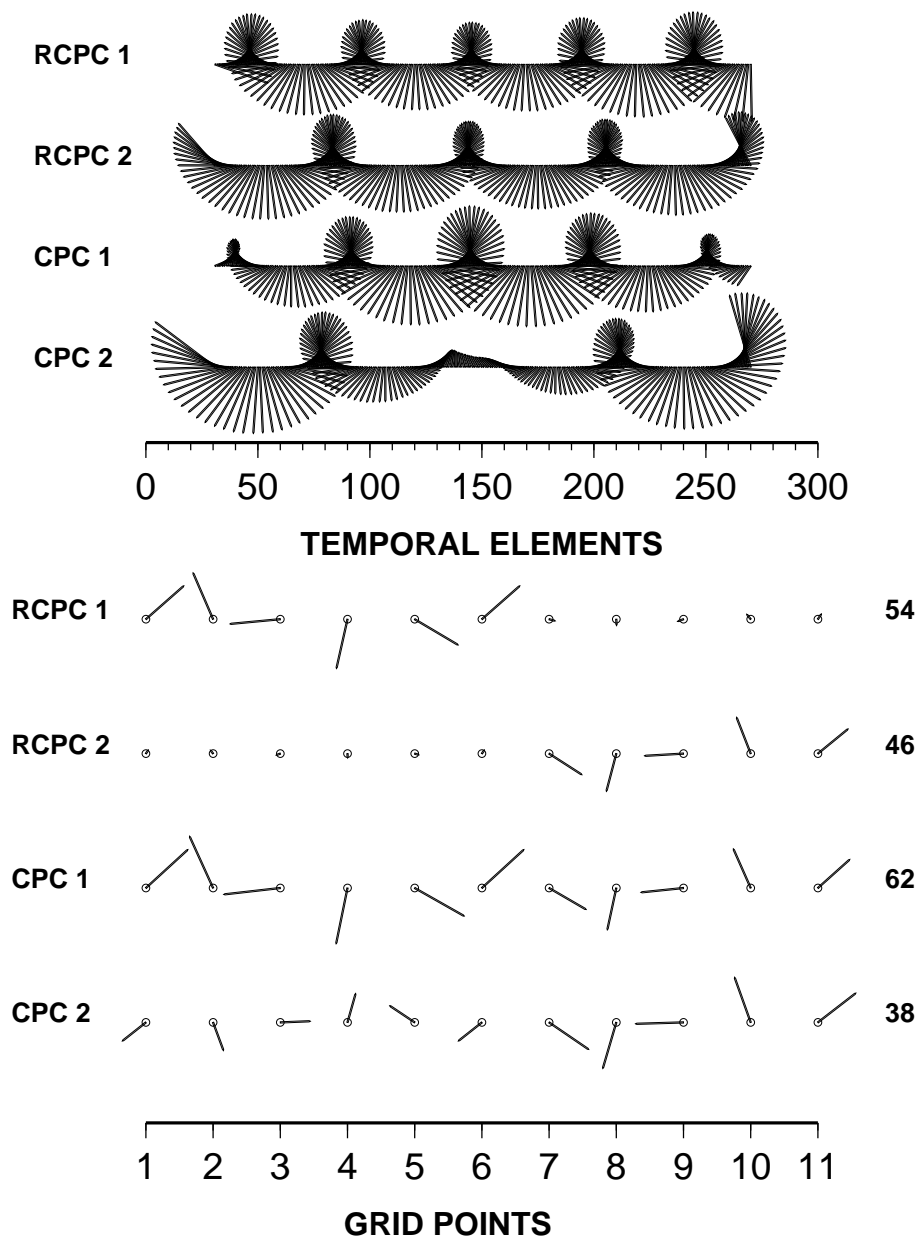 RCPC 1
RCPC 2
CPC 1
CPC 2
0 50 100 150 200 250 300
TEMPORAL ELEMENTS
RCPC 1 54
RCPC 2 46
CPC 1 62
CPC 2 38
1 2 3 4 5 6 7 8 9 10 11
GRID POINTS